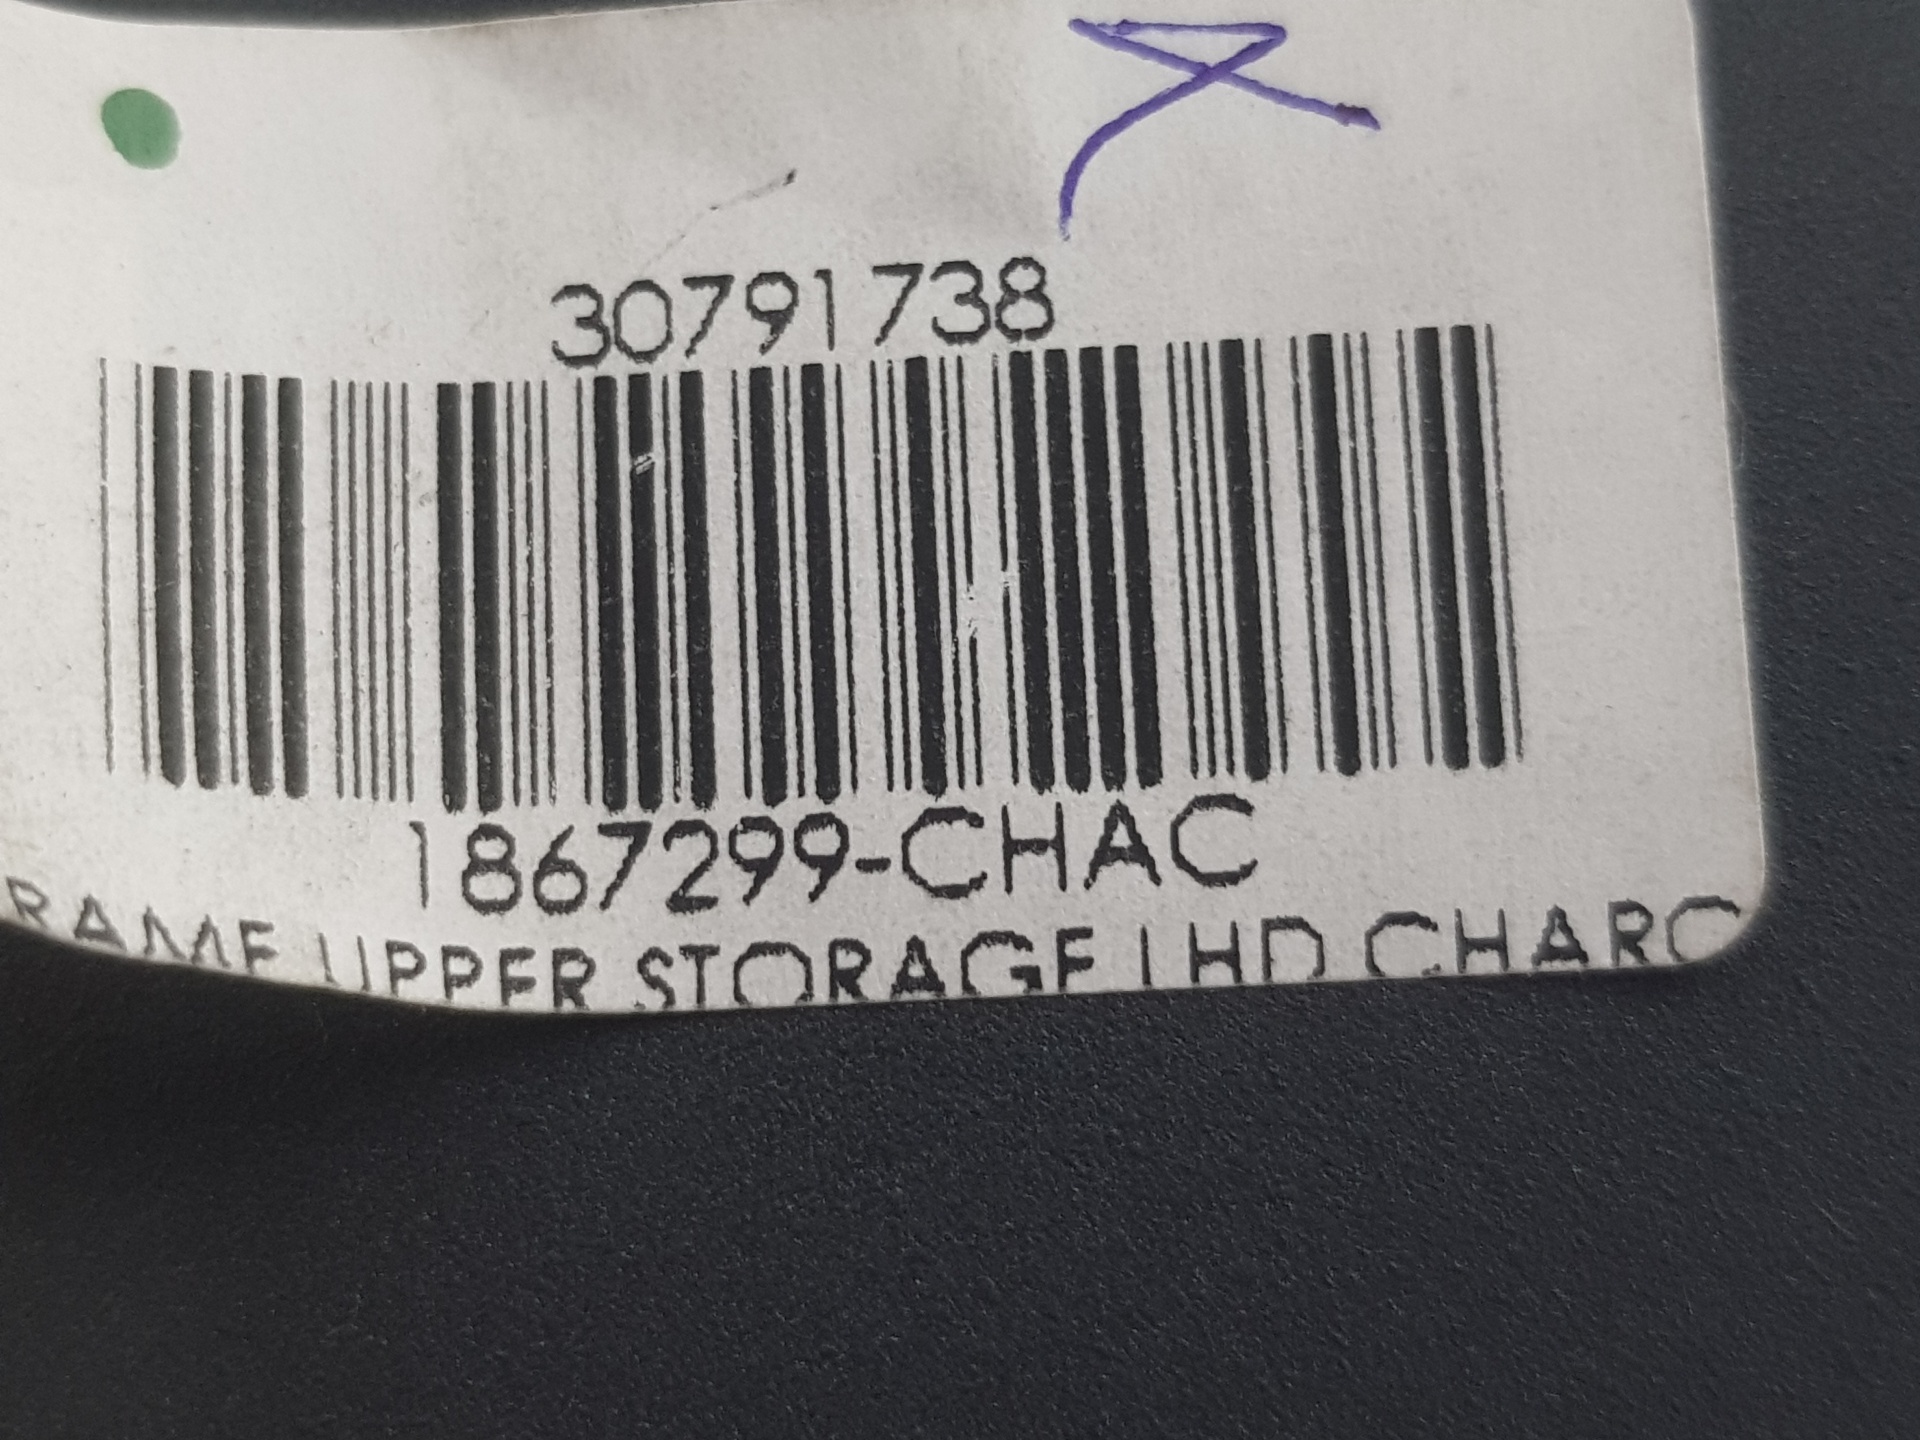 30791738
1867299-CHAC
RAME UPPER STORAGE LHD CHARC